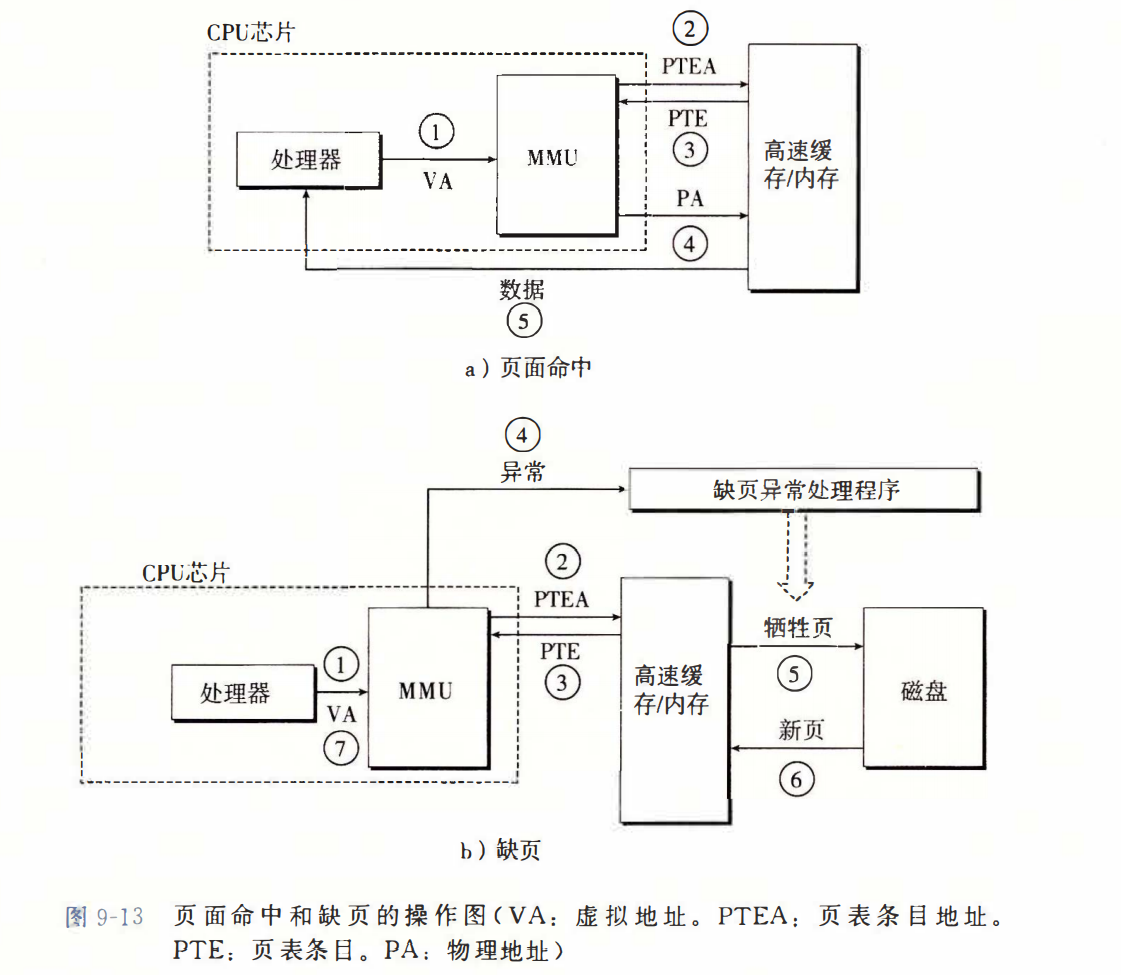 CPU芯片
②
PTEA
PTE
③
①
VA
处理器
MMU
高速缓
存/内存
PA
④
数据
⑤
a）页面命中
④
异常
缺页异常处理程序
CPU芯片
②
PTEA
PTE
③
①
VA
⑦
处理器
MMU
高速缓
存/内存
牺牲页
⑤
新页
⑥
磁盘
b）缺页
图 9-13 页面命中和缺页的操作图（VA：虚拟地址。PTEA：页表条目地址。
PTE：页表条目。PA：物理地址）